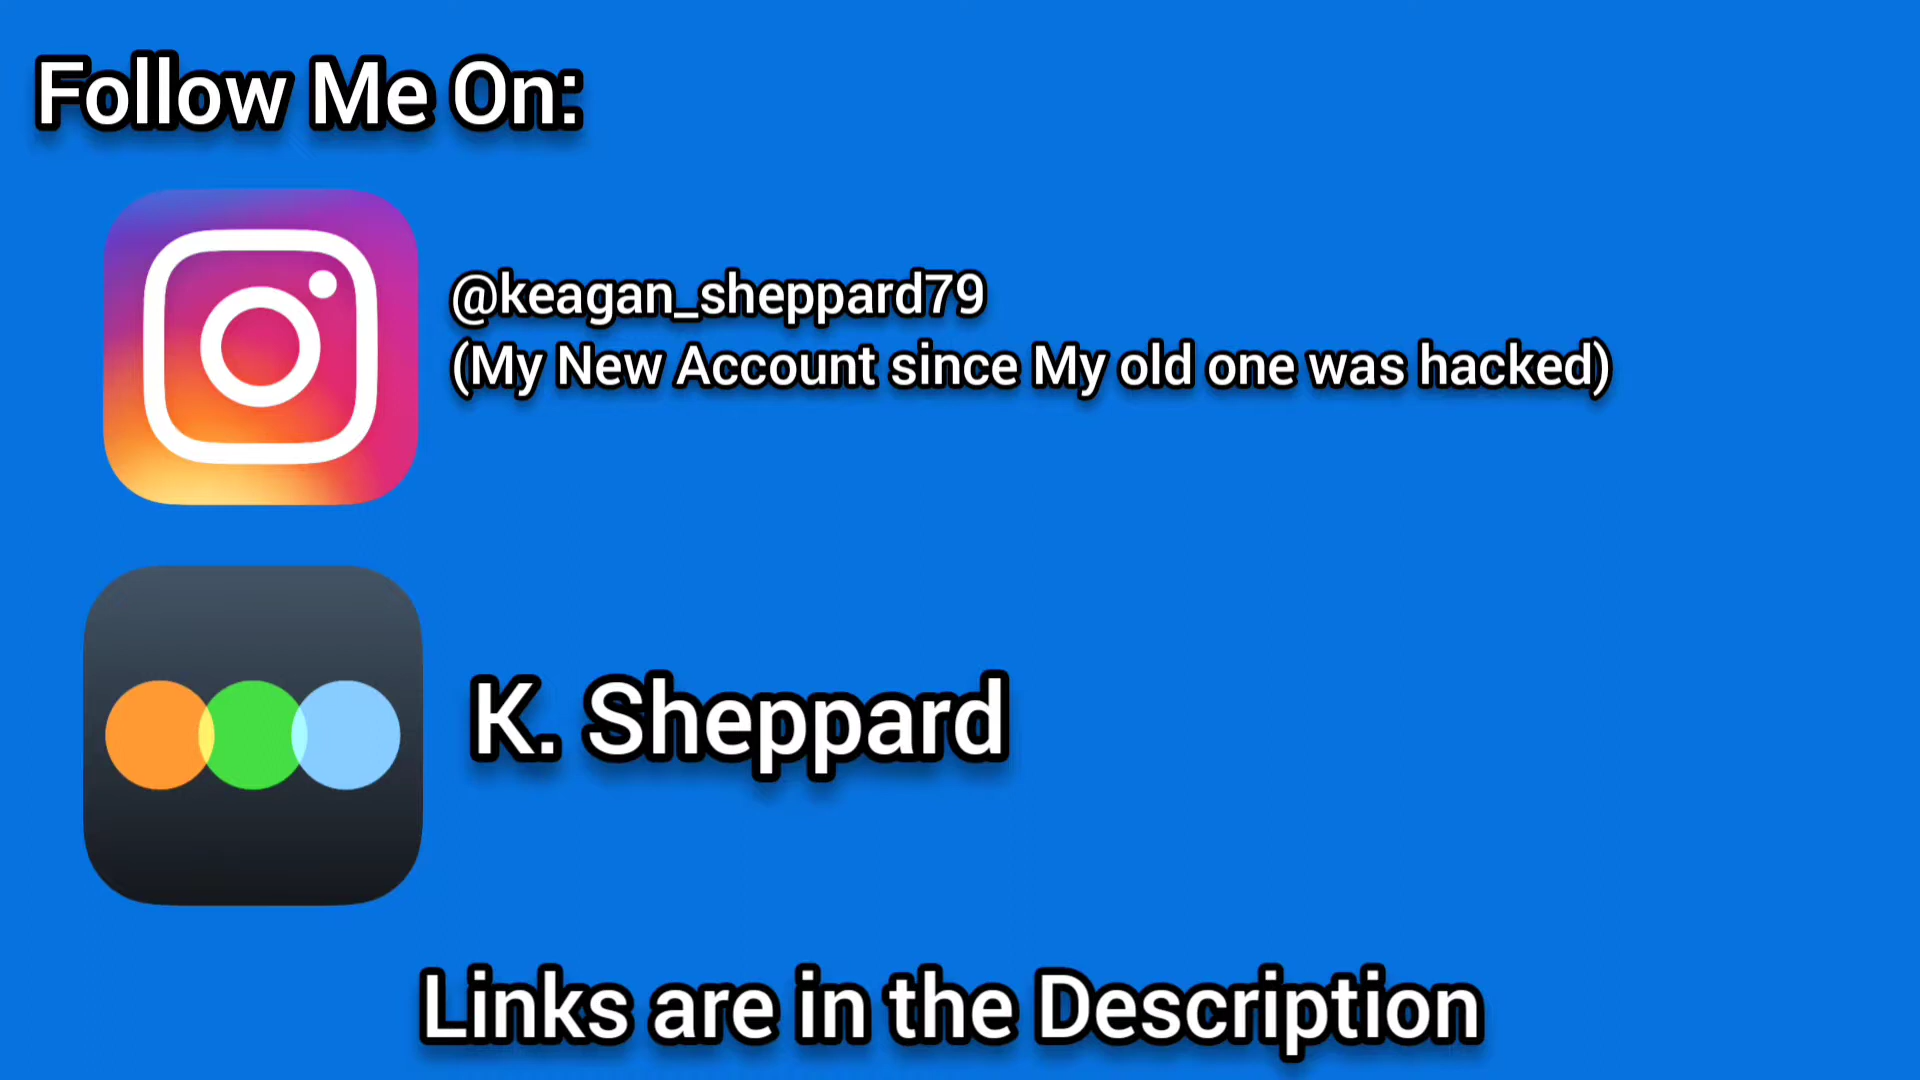 Follow Me On:
@keagan_sheppard79
(My New Account since My old one was hacked)
K. Sheppard
Links are in the Description